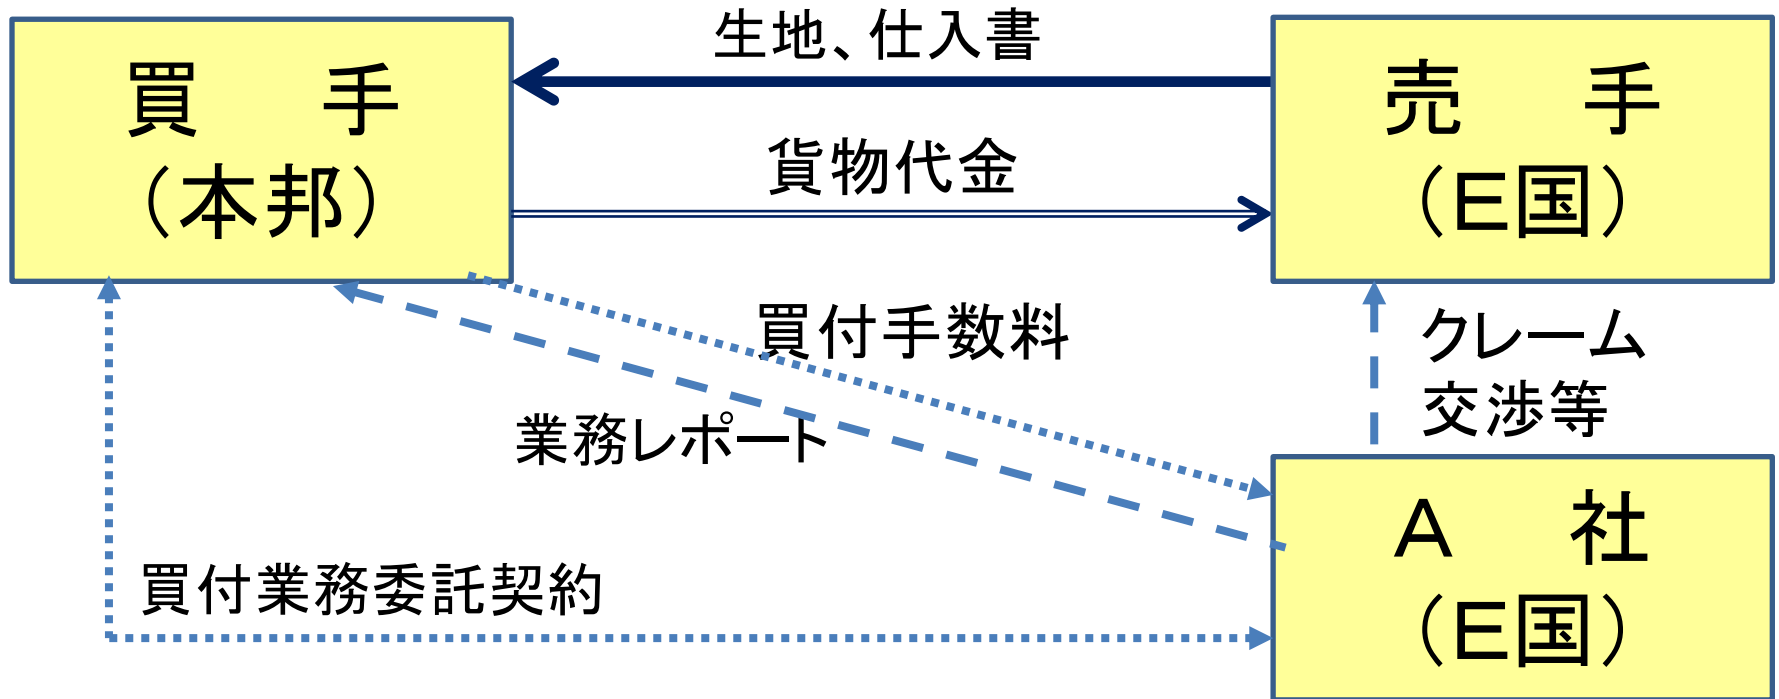 生地、仕入書
買　手
（本邦）
売　手
（Ｅ国）
貨物代金
買付手数料
クレーム
交渉等
業務レポート
Ａ　社
（Ｅ国）
買付業務委託契約